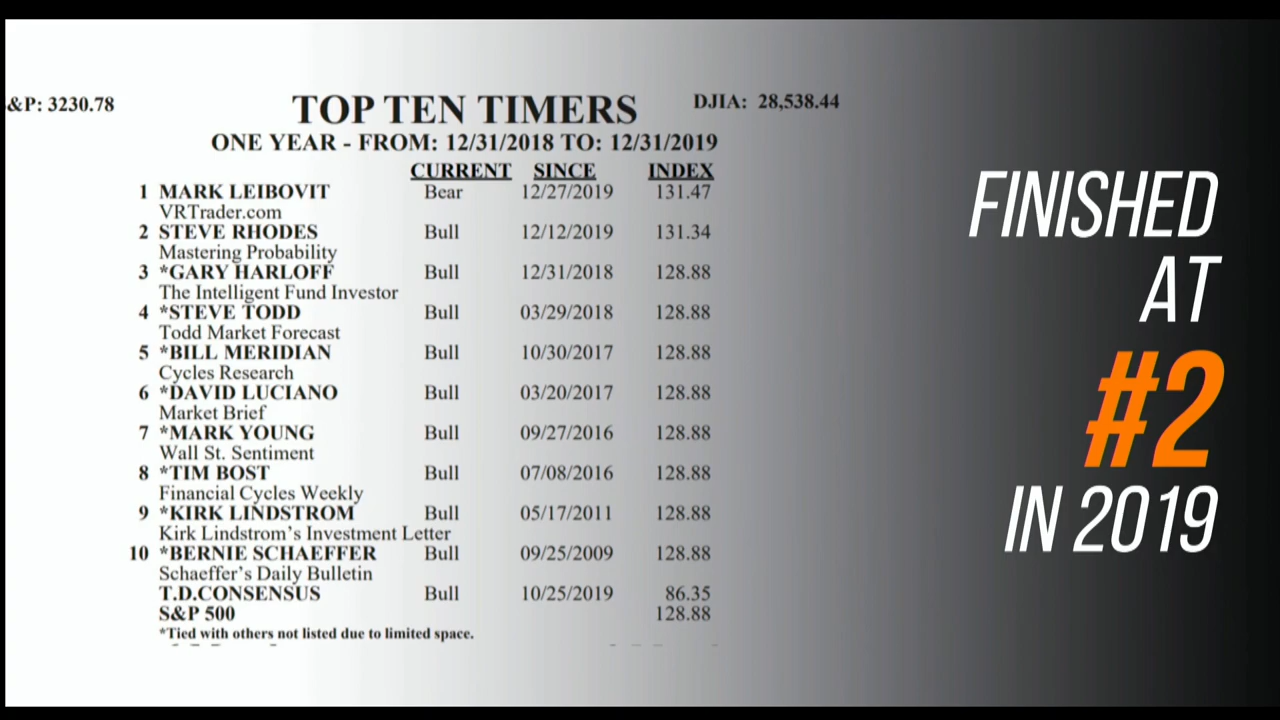 &P: 3230.78
TOP TEN TIMERS
DJIA: 28,538.44
ONE YEAR - FROM: 12/31/2018 TO: 12/31/2019
CURRENT SINCE INDEX
1 MARK LEIBOVIT Bear 12/27/2019 131.47
VRTrader.com
2 STEVE RHODES Bull 12/12/2019 131.34
Mastering Probability
3 *GARY HARLOFF Bull 12/31/2018 128.88
The Intelligent Fund Investor
4 *STEVE TODD Bull 03/29/2018 128.88
Todd Market Forecast
5 *BILL MERIDIAN Bull 10/30/2017 128.88
Cycles Research
6 *DAVID LUCIANO Bull 03/20/2017 128.88
Market Brief
7 *MARK YOUNG Bull 09/27/2016 128.88
Wall St. Sentiment
8 *TIM BOST Bull 07/08/2016 128.88
Financial Cycles Weekly
9 *KIRK LINDSTROM Bull 05/17/2011 128.88
Kirk Lindstrom's Investment Letter
10 *BERNIE SCHAEFFER Bull 09/25/2009 128.88
Schaeffer's Daily Bulletin
T.D.CONSENSUS Bull 10/25/2019 86.35
S&P 500 128.88
*Tied with others not listed due to limited space.
FINISHED
AT
#2
IN 2019